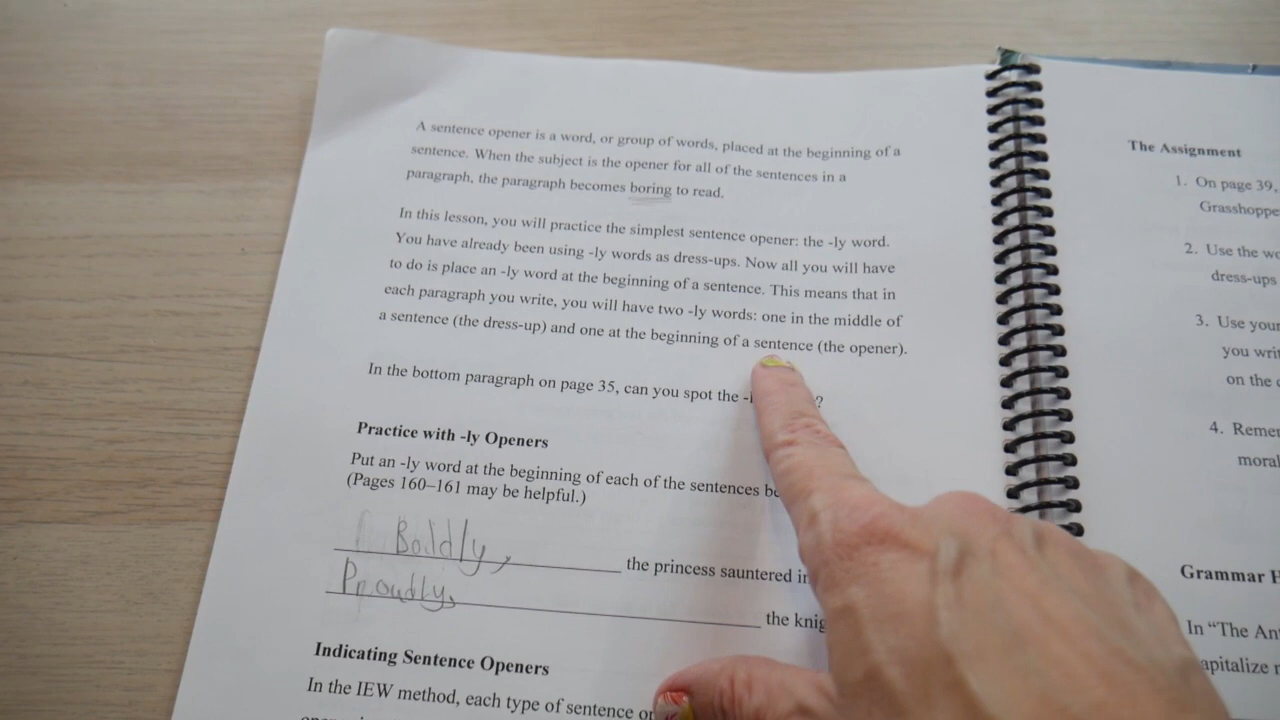 A sentence opener is a word, or group of words, placed at the beginning of a
sentence. When the subject is the opener for all of the sentences in a
paragraph, the paragraph becomes boring to read.
In this lesson, you will practice the simplest sentence opener: the -ly word.
You have already been using -ly words as dress-ups. Now all you will have
to do is place an -ly word at the beginning of a sentence. This means that in
each paragraph you write, you will have two -ly words: one in the middle of
a sentence (the dress-up) and one at the beginning of a sentence (the opener).
In the bottom paragraph on page 35, can you spot the ?
Practice with -ly Openers
Put an -ly word at the beginning of each of the sentences
(Pages 160–161 may be helpful.)
Boldly, the princess sauntered
Proudly, the
Indicating Sentence Openers
In the IEW method, each type of sentence
The Assignment
1. On page 39,
Grasshoppe
2. Use the
dress-ups
3. Use your
you
on the
4.
Grammar
In “The